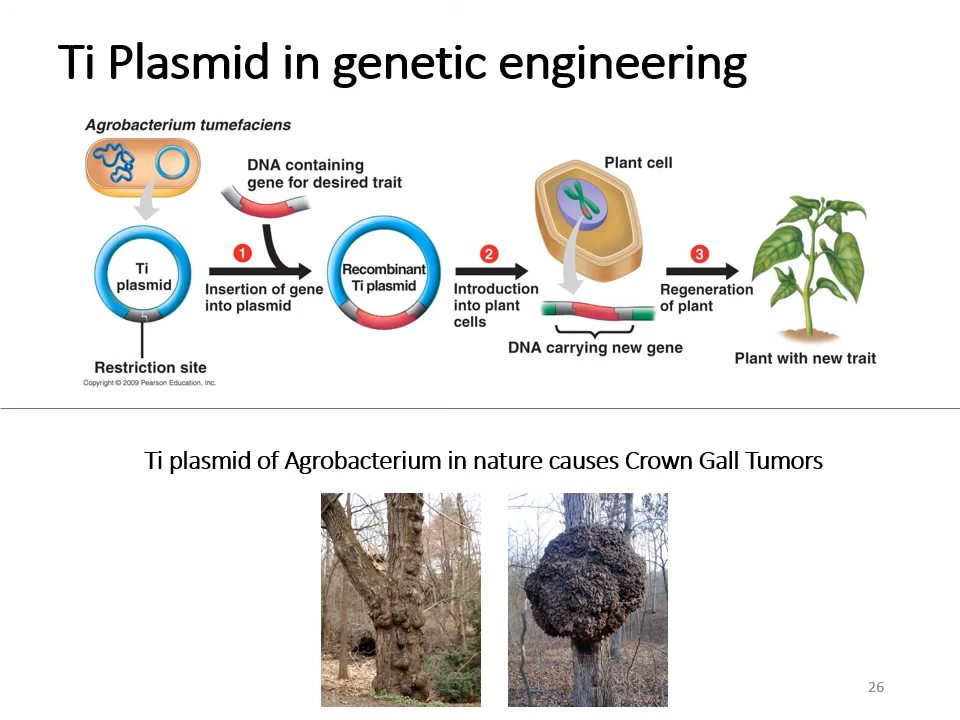 Ti Plasmid in genetic engineering
Agrobacterium tumefaciens
DNA containing
gene for desired trait
Plant cell
Ti
plasmid
1
Insertion of gene
into plasmid
Recombinant
Ti plasmid
2
Introduction
into plant
cells
3
Regeneration
of plant
DNA carrying new gene
Plant with new trait
Restriction site
Copyright © 2009 Pearson Education, Inc.
Ti plasmid of Agrobacterium in nature causes Crown Gall Tumors
26